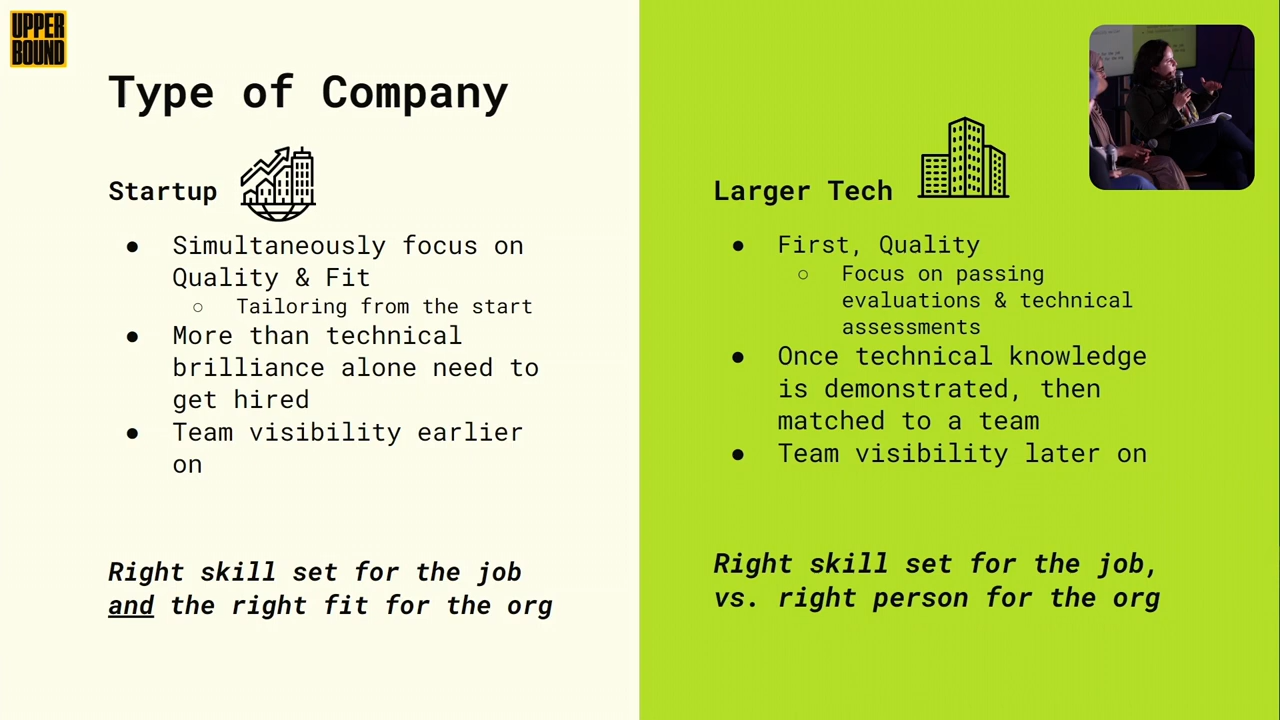 UPPER
BOUND
Type of Company
Startup
● Simultaneously focus on
Quality & Fit
○ Tailoring from the start
● More than technical
brilliance alone need to
get hired
● Team visibility earlier
on
Right skill set for the job
and the right fit for the org
Larger Tech
● First, Quality
○ Focus on passing
evaluations & technical
assessments
● Once technical knowledge
is demonstrated, then
matched to a team
● Team visibility later on
Right skill set for the job,
vs. right person for the org